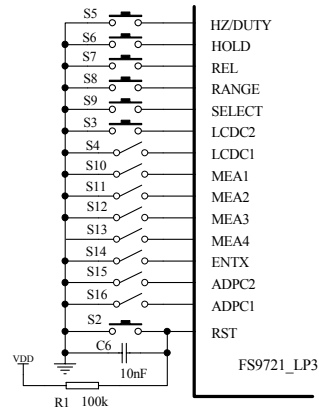 S5 HZ/DUTY
S6 HOLD
S7 REL
S8 RANGE
S9 SELECT
S3 LCDC2
S4 LCDC1
S10 MEA1
S11 MEA2
S12 MEA3
S13 MEA4
S14 ENTX
S15 ADPC2
S16 ADPC1
S2 RST
C6
VDD
10nF
FS9721_LP3
R1 100k